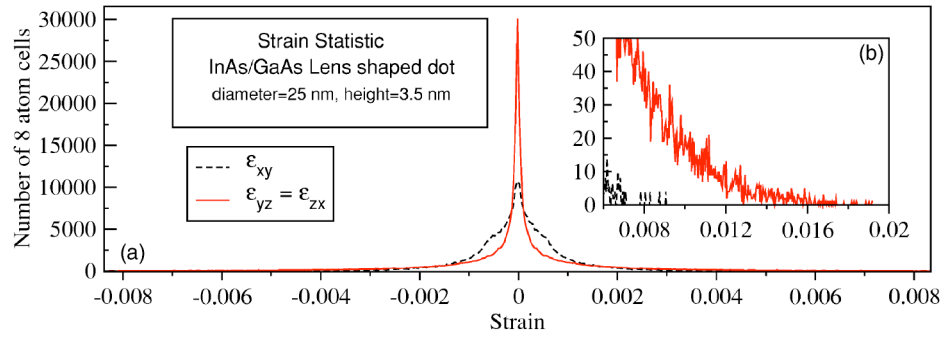 30000
25000
20000
15000
10000
5000
0
Number of 8 atom cells
Strain Statistic
InAs/GaAs Lens shaped dot
diameter=25 nm, height=3.5 nm
ε_xy
ε_yz = ε_zx
(a)
-0.008 -0.006 -0.004 -0.002 0 0.002 0.004 0.006 0.008
Strain
(b)
50
40
30
20
10
0
0.008 0.012 0.016 0.02